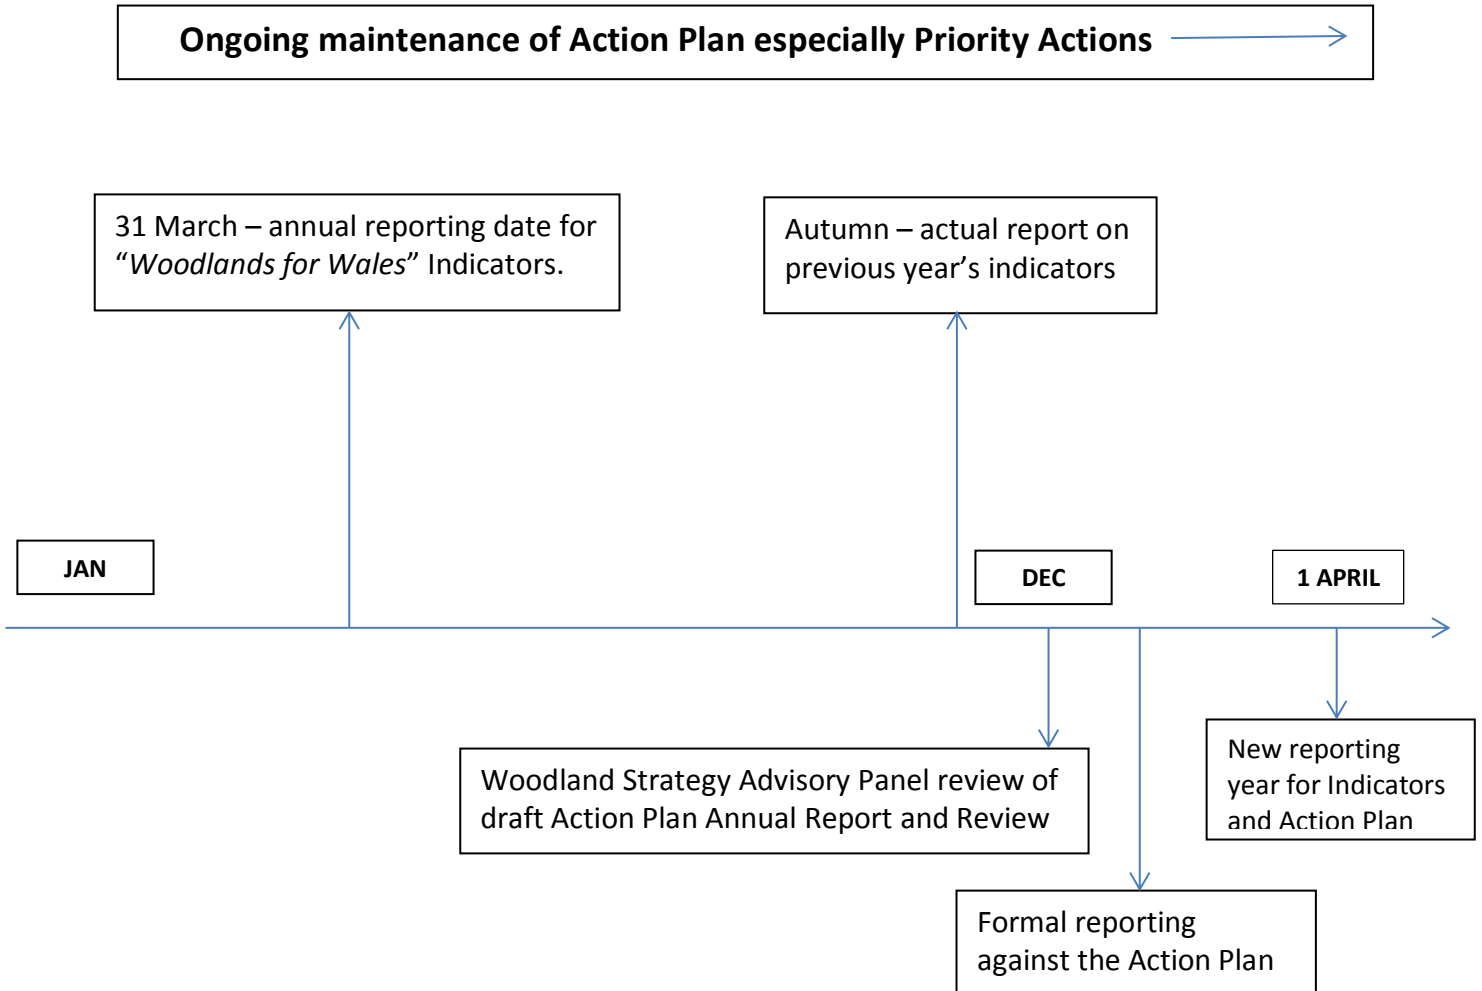 Ongoing maintenance of Action Plan especially Priority Actions
31 March – annual reporting date for
“Woodlands for Wales” Indicators.
Autumn – actual report on
previous year’s indicators
JAN
DEC
1 APRIL
Woodland Strategy Advisory Panel review of
draft Action Plan Annual Report and Review
New reporting
year for Indicators
and Action Plan
Formal reporting
against the Action Plan